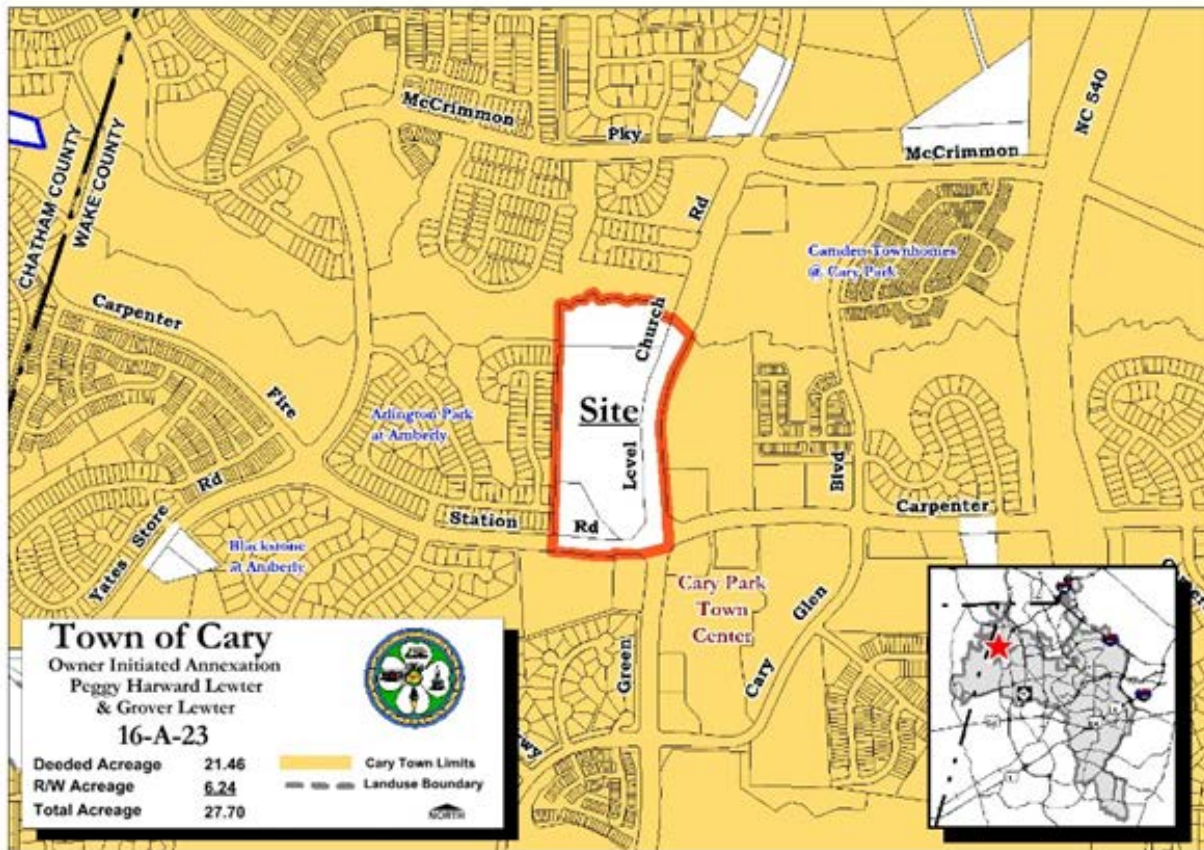 McCrimmon
Pky
McCrimmon
NC 540
CHATHAM COUNTY
WAKE COUNTY
Rd
Camden Townhomes
@ Cary Park
Carpenter
Church
Fire
Arlington Park
at Amberly
Site
Level
Blvd
Rd
Station
Rd
Carpenter
Yates Store
Blackstone
at Amberly
Cary Park
Town
Center
Glen
Cary
Green
Town of Cary
Owner Initiated Annexation
Peggy Harward Lewter
& Grover Lewter
16-A-23
Deeded Acreage 21.46
R/W Acreage 6.24
Total Acreage 27.70
Cary Town Limits
Landuse Boundary
NORTH